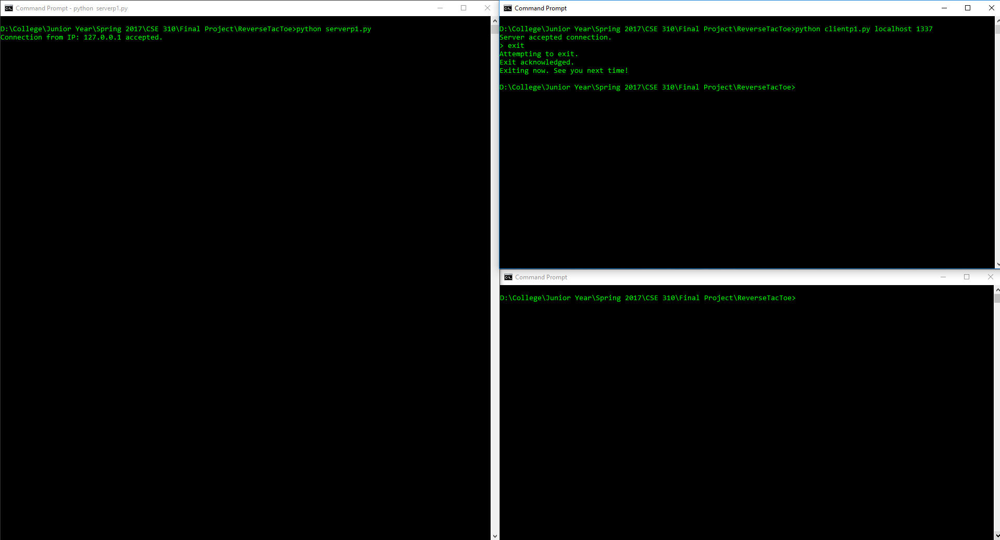 Command Prompt - python  serverp1.py
D:\College\Junior Year\Spring 2017\CSE 310\Final Project\ReverseTacToe>python serverp1.py
Connection from IP: 127.0.0.1 accepted.
Command Prompt
D:\College\Junior Year\Spring 2017\CSE 310\Final Project\ReverseTacToe>python clientp1.py localhost 1337
Server accepted connection.
> exit
Attempting to exit.
Exit acknowledged.
Exiting now. See you next time!
D:\College\Junior Year\Spring 2017\CSE 310\Final Project\ReverseTacToe>
Command Prompt
D:\College\Junior Year\Spring 2017\CSE 310\Final Project\ReverseTacToe>